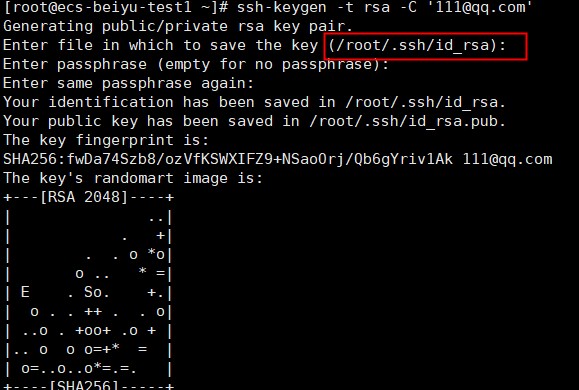 [root@ecs-beiyu-test1 ~]# ssh-keygen -t rsa -C '111@qq.com'
Generating public/private rsa key pair.
Enter file in which to save the key (/root/.ssh/id_rsa):
Enter passphrase (empty for no passphrase):
Enter same passphrase again:
Your identification has been saved in /root/.ssh/id_rsa.
Your public key has been saved in /root/.ssh/id_rsa.pub.
The key fingerprint is:
SHA256:fwDa74Szb8/ozVfKSWXIFZ9+NSaoOrj/Qb6gYriv1Ak 111@qq.com
The key's randomart image is:
+---[RSA 2048]----+
|               ..|
|            .   +|
|        .  . o *o|
|       o ..   * =|
| E    . So.    +.|
|  o . . ++ .  . o|
| ..o . +oo+ .o + |
|.. o  o o=+*  =  |
| o=..o..o*=.=.   |
+----[SHA256]-----+